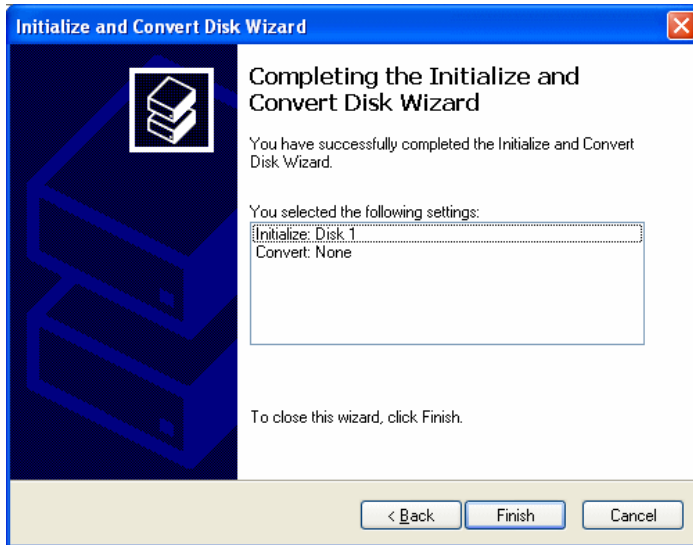 Initialize and Convert Disk Wizard
Completing the Initialize and
Convert Disk Wizard
You have successfully completed the Initialize and Convert
Disk Wizard.
You selected the following settings:
Initialize: Disk 1
Convert: None
To close this wizard, click Finish.
< Back
Finish
Cancel